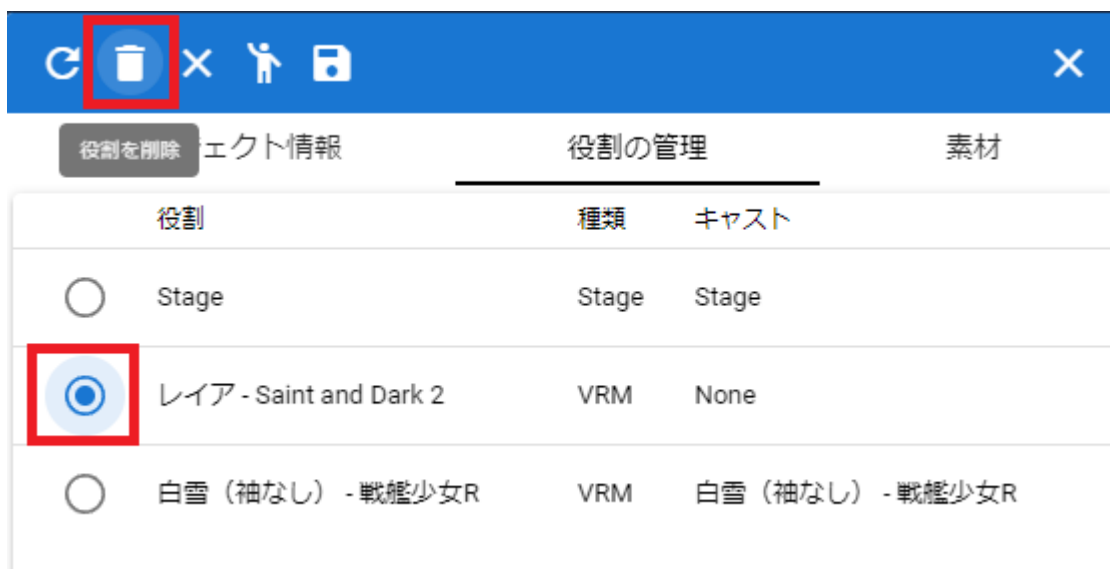 役割を削除 ェクト情報 役割の管理 素材
役割 種類 キャスト
Stage Stage Stage
レイア - Saint and Dark 2 VRM None
白雪（袖なし） - 戦艦少女R VRM 白雪（袖なし） - 戦艦少女R